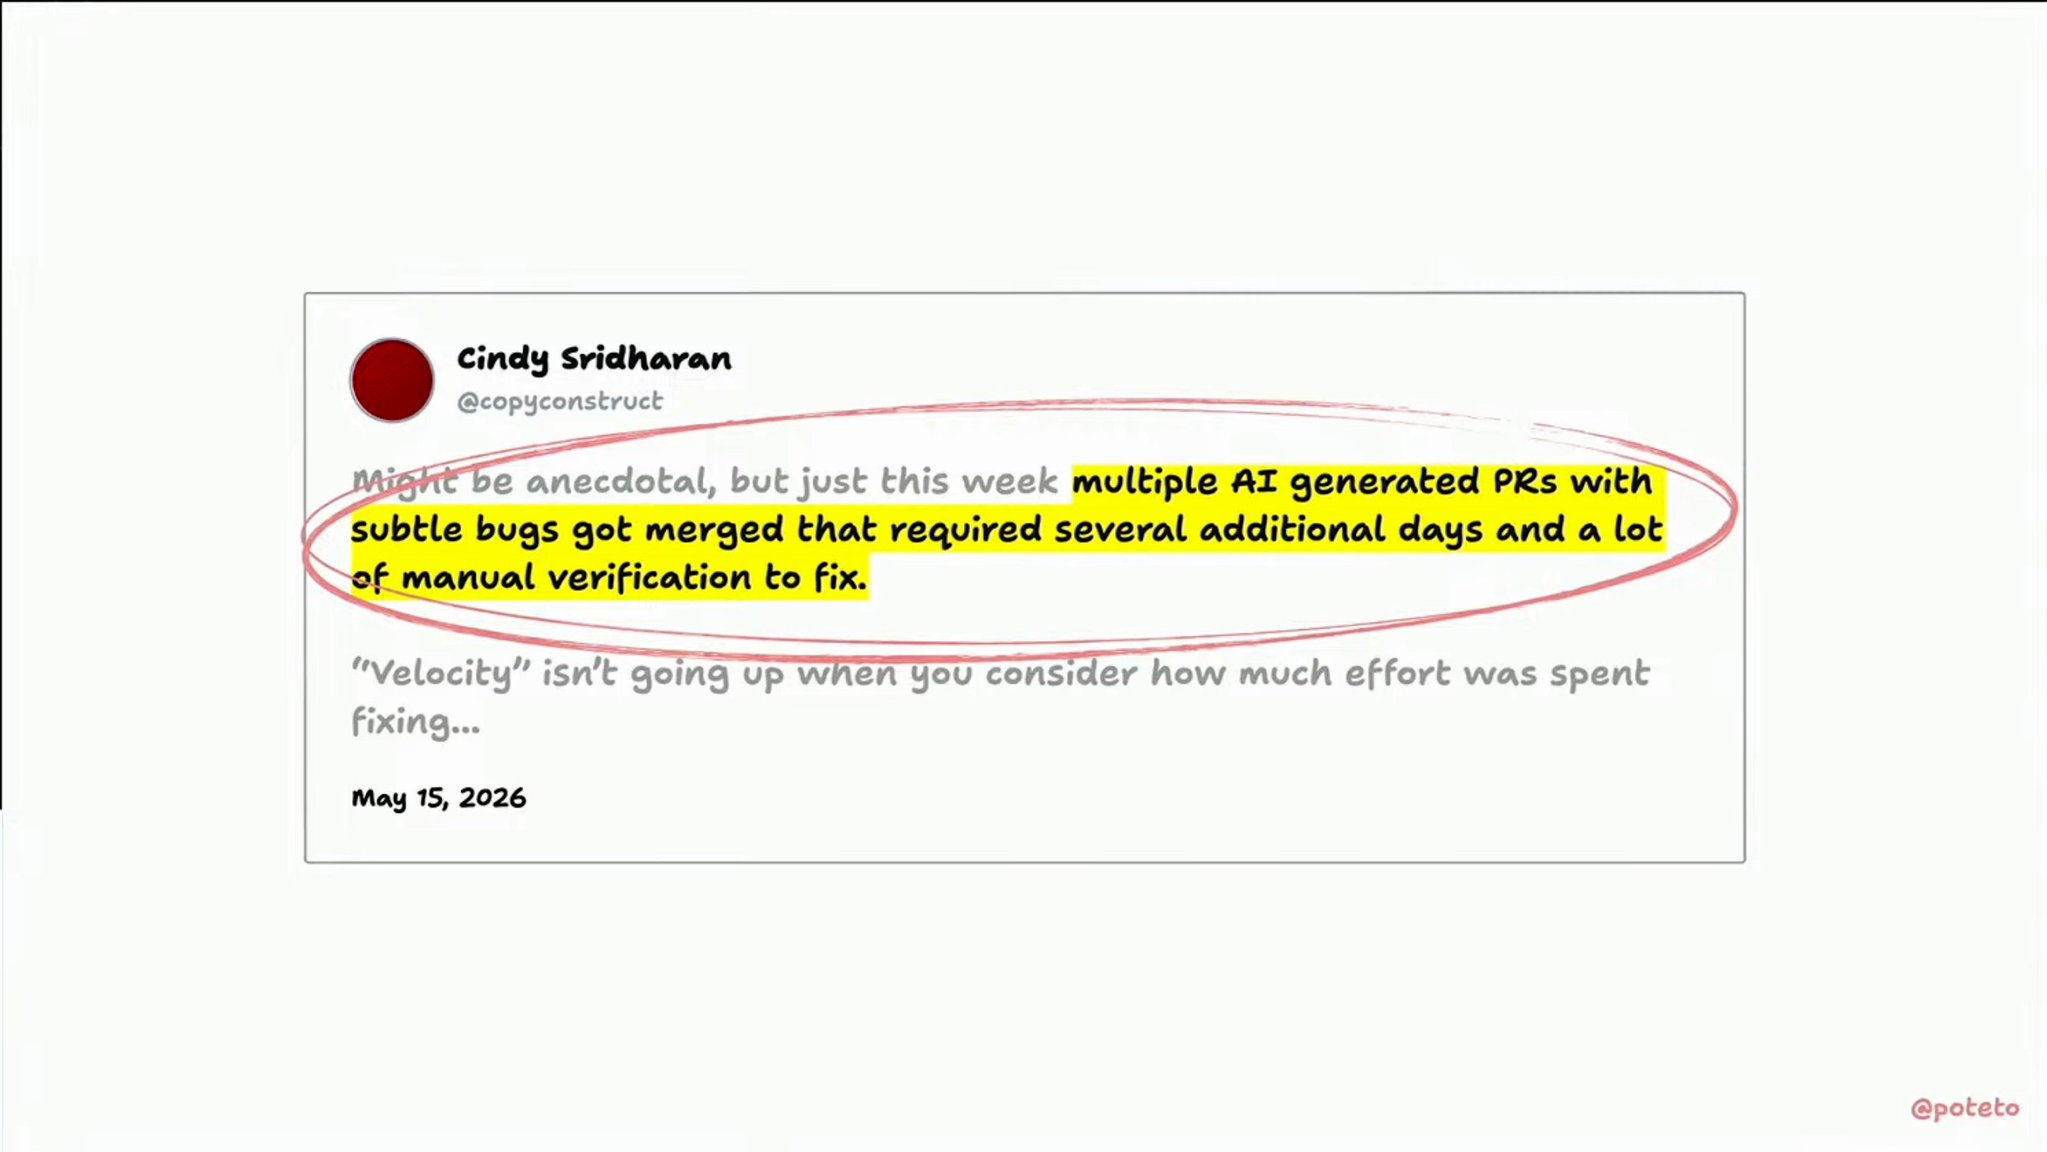 Cindy Sridharan
@copyconstruct
Might be anecdotal, but just this week multiple AI generated PRs with
subtle bugs got merged that required several additional days and a lot
of manual verification to fix.
“Velocity” isn’t going up when you consider how much effort was spent
fixing...
May 15, 2026
@poteto